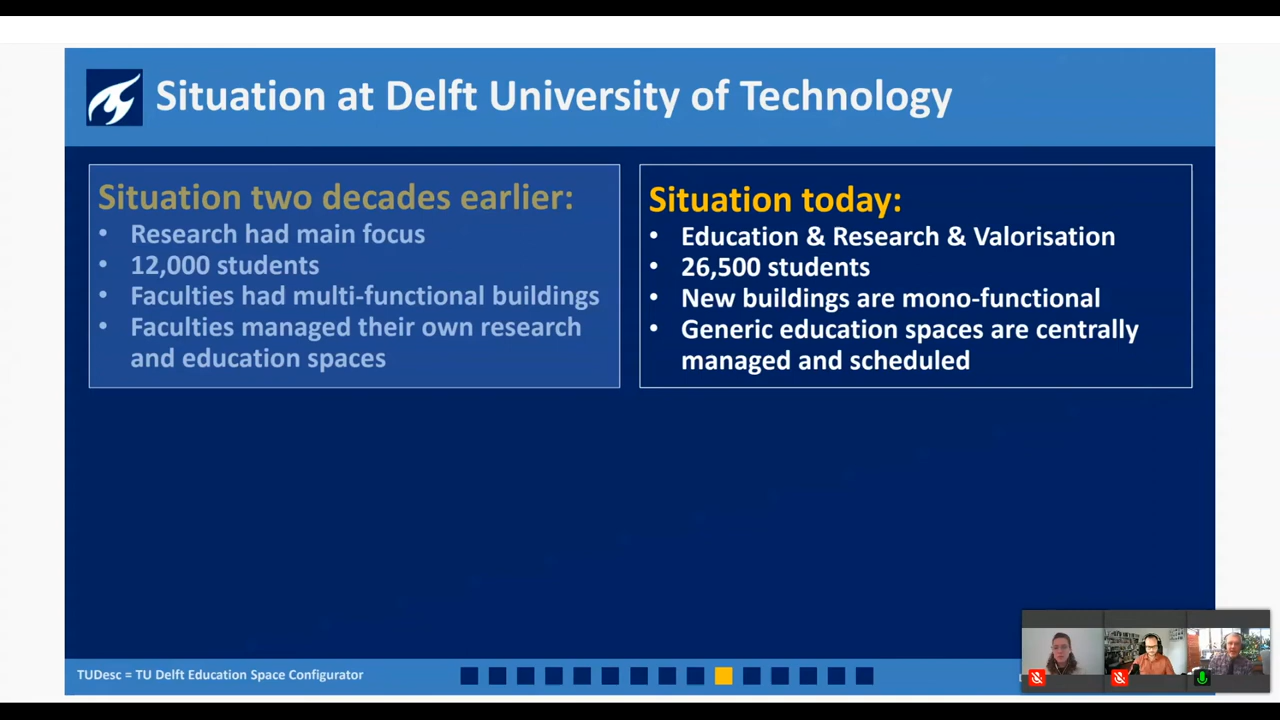 Situation at Delft University of Technology
Situation two decades earlier:
• Research had main focus
• 12,000 students
• Faculties had multi-functional buildings
• Faculties managed their own research
and education spaces
Situation today:
• Education & Research & Valorisation
• 26,500 students
• New buildings are mono-functional
• Generic education spaces are centrally
managed and scheduled
TUDesc = TU Delft Education Space Configurator